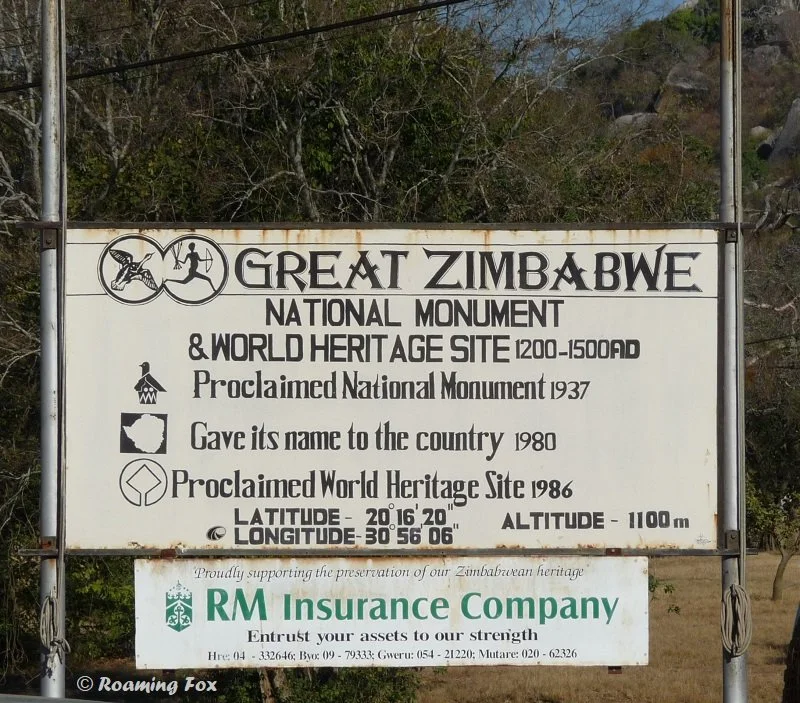 GREAT ZIMBABWE
NATIONAL MONUMENT
& WORLD HERITAGE SITE 1200-1500AD
Proclaimed National Monument 1937
Gave its name to the country 1980
Proclaimed World Heritage Site 1986
LATITUDE - 20° 16' 20" ALTITUDE - 1100 m
LONGITUDE - 30° 56' 06"
Proudly supporting the preservation of our Zimbabwean heritage
RM Insurance Company
Entrust your assets to our strength
Hre: 04 - 332646; Byo: 09 - 79333; Gweru: 054 - 21220; Mutare: 020 - 62326
© Roaming Fox